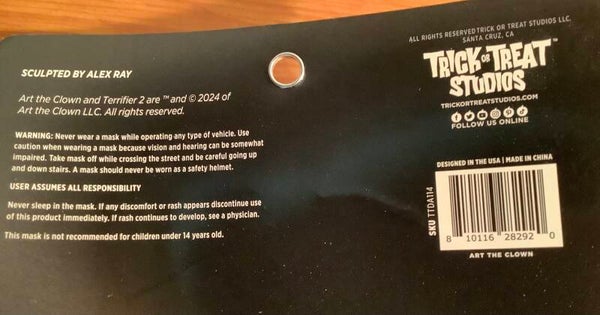 SCULPTED BY ALEX RAY
Art the Clown and Terrifier 2 are ™ and © 2024 of
Art the Clown LLC. All rights reserved.
WARNING: Never wear a mask while operating any type of vehicle. Use
caution when wearing a mask because vision and hearing can be somewhat
impaired. Take mask off while crossing the street and be careful going up
and down stairs. A mask should never be worn as a safety helmet.
USER ASSUMES ALL RESPONSIBILITY
Never sleep in the mask. If any discomfort or rash appears discontinue use
of this product immediately. If rash continues to develop, see a physician.
This mask is not recommended for children under 14 years old.
ALL RIGHTS RESERVED TRICK OR TREAT STUDIOS LLC.
SANTA CRUZ, CA
TRICK OR TREAT™
STUDIOS
TRICKORTREATSTUDIOS.COM
FOLLOW US ONLINE
DESIGNED IN THE USA | MADE IN CHINA
SKU TTDA114
8 10116 28292 0
ART THE CLOWN